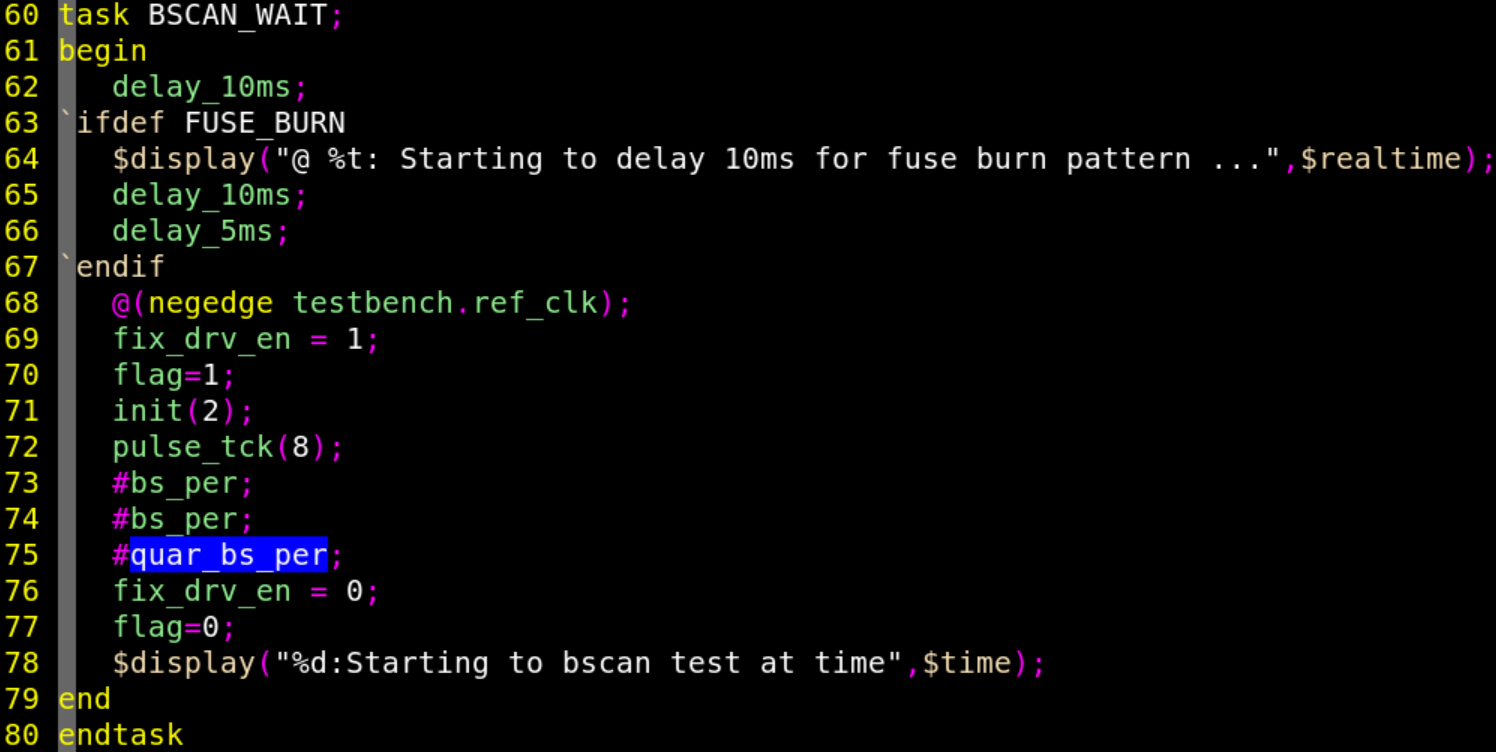 60 task BSCAN_WAIT;
61 begin
62    delay_10ms;
63 `ifdef FUSE_BURN
64    $display("@ %t: Starting to delay 10ms for fuse burn pattern ...",$realtime);
65    delay_10ms;
66    delay_5ms;
67 `endif
68    @(negedge testbench.ref_clk);
69    fix_drv_en = 1;
70    flag=1;
71    init(2);
72    pulse_tck(8);
73    #bs_per;
74    #bs_per;
75    #quar_bs_per;
76    fix_drv_en = 0;
77    flag=0;
78    $display("%d:Starting to bscan test at time",$time);
79 end
80 endtask